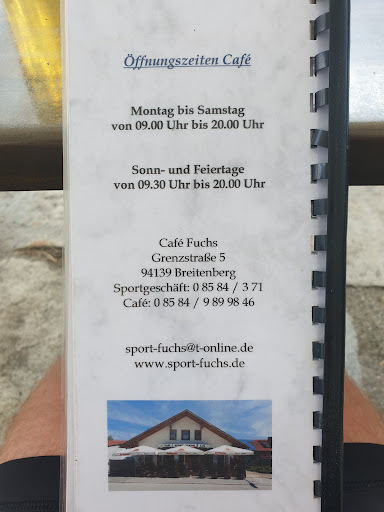 Öffnungszeiten Café
Montag bis Samstag
von 09.00 Uhr bis 20.00 Uhr
Sonn- und Feiertage
von 09.30 Uhr bis 20.00 Uhr
Café Fuchs
Grenzstraße 5
94139 Breitenberg
Sportgeschäft: 0 85 84 / 3 71
Café: 0 85 84 / 9 89 98 46
sport-fuchs@t-online.de
www.sport-fuchs.de